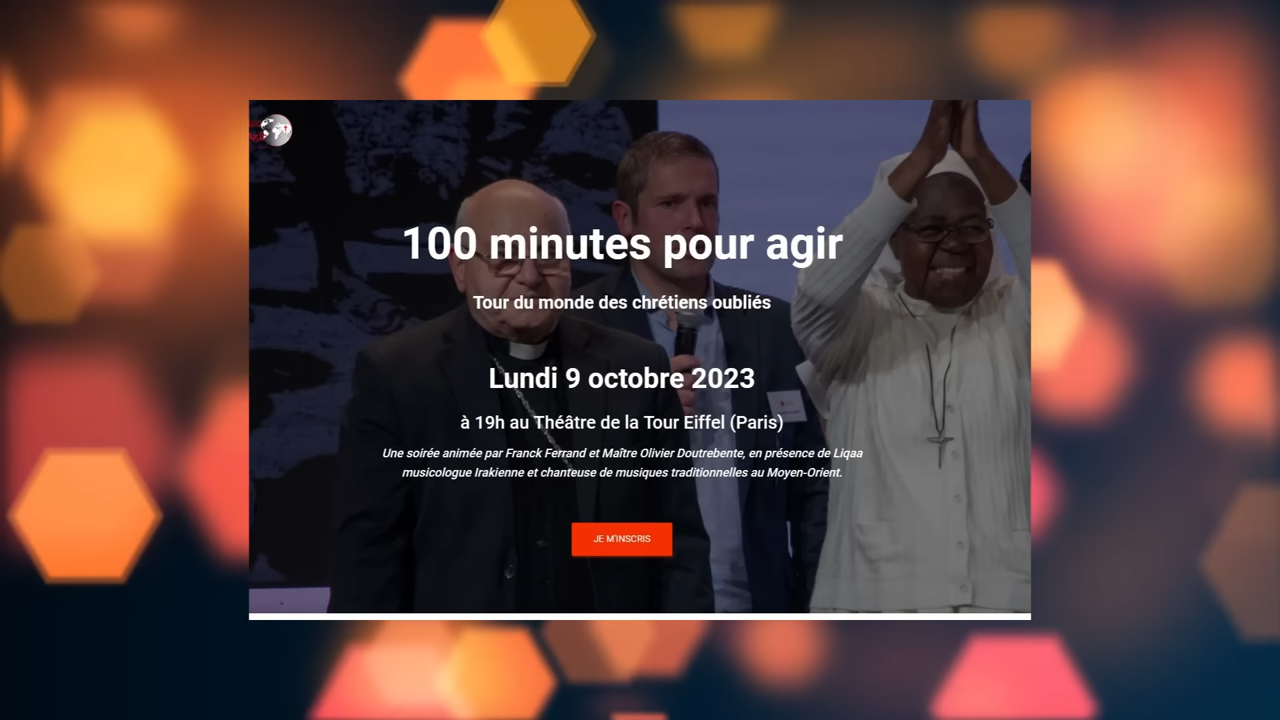 100 minutes pour agir
Tour du monde des chrétiens oubliés
Lundi 9 octobre 2023
à 19h au Théâtre de la Tour Eiffel (Paris)
Une soirée animée par Franck Ferrand et Maître Olivier Doutrebente, en présence de Liqaa
musicologue Irakienne et chanteuse de musiques traditionnelles au Moyen-Orient.
JE M'INSCRIS